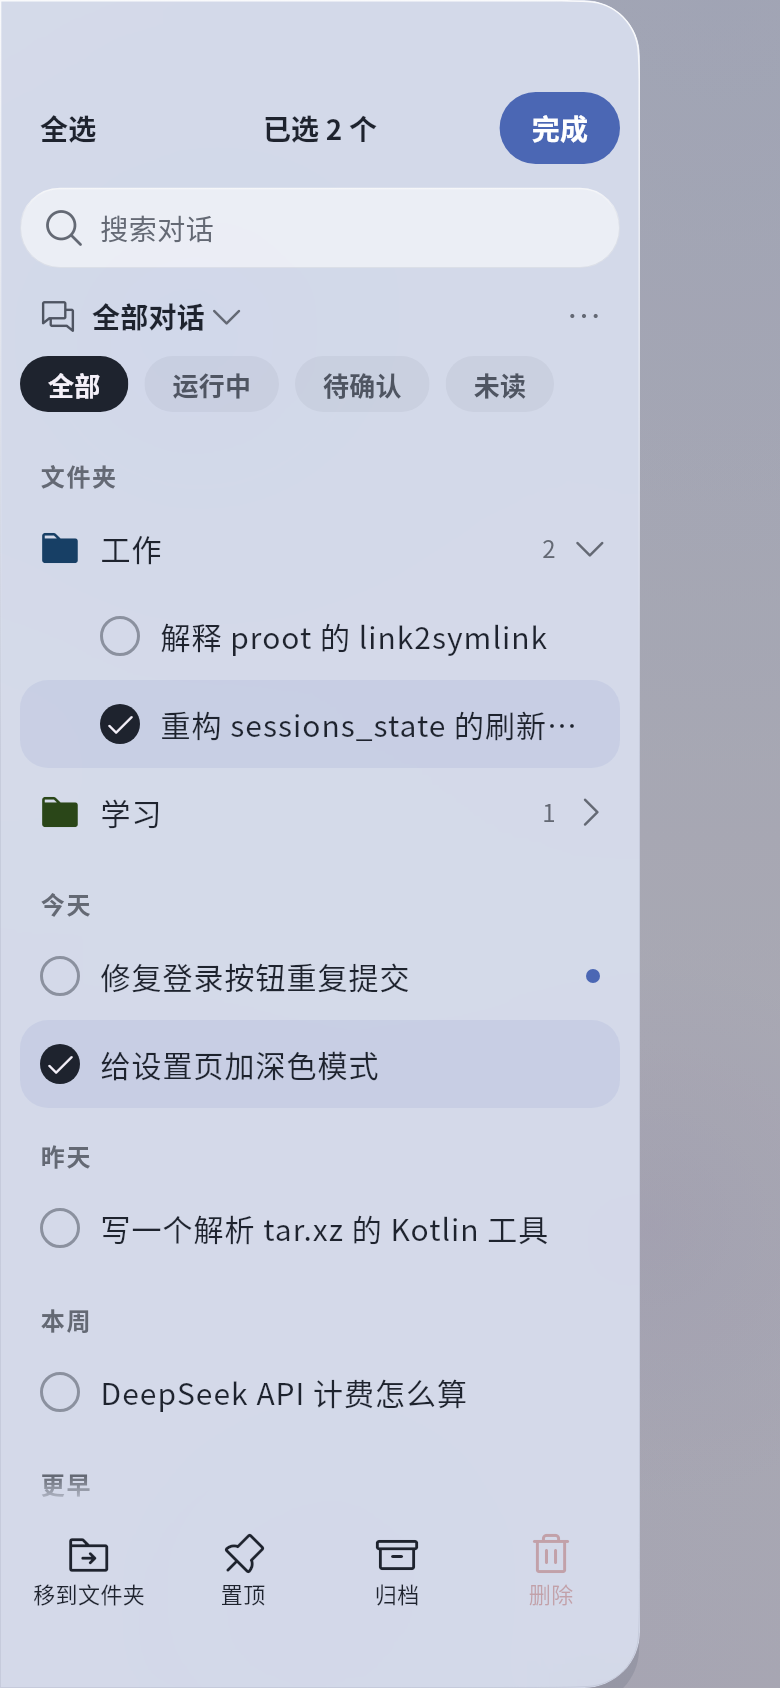 全选 已选 2 个 完成
搜索对话
全部对话 ···
全部 运行中 待确认 未读
文件夹
工作 2
解释 proot 的 link2symlink
重构 sessions_state 的刷新…
学习 1
今天
修复登录按钮重复提交
给设置页加深色模式
昨天
写一个解析 tar.xz 的 Kotlin 工具
本周
DeepSeek API 计费怎么算
更早
移到文件夹 置顶 归档 删除